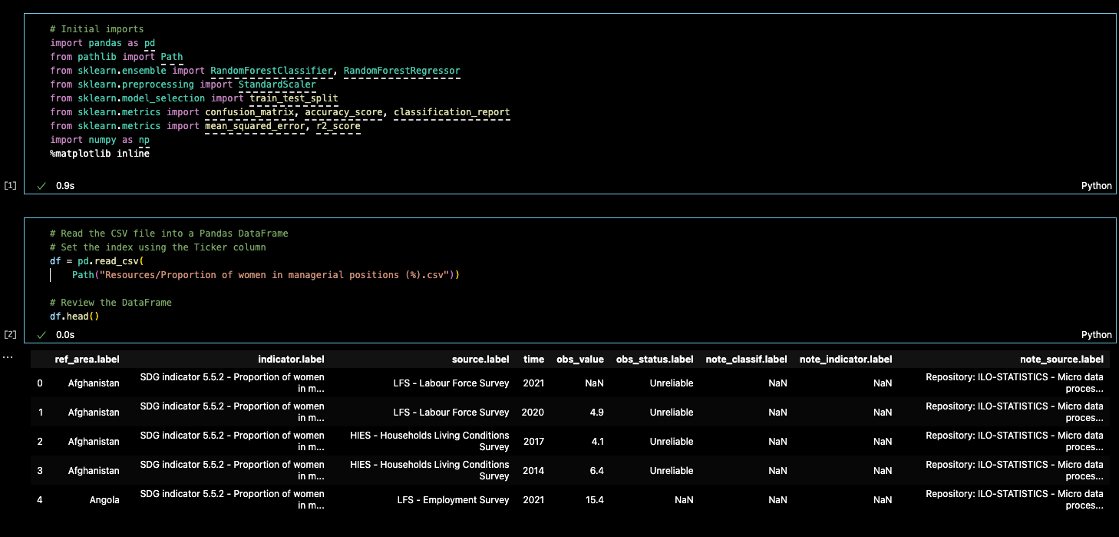 # Initial imports
import pandas as pd
from pathlib import Path
from sklearn.ensemble import RandomForestClassifier, RandomForestRegressor
from sklearn.preprocessing import StandardScaler
from sklearn.model_selection import train_test_split
from sklearn.metrics import confusion_matrix, accuracy_score, classification_report
from sklearn.metrics import mean_squared_error, r2_score
import numpy as np
%matplotlib inline
[1] ✓ 0.9s Python
# Read the CSV file into a Pandas DataFrame
# Set the index using the Ticker column
df = pd.read_csv(
Path("Resources/Proportion of women in managerial positions (%).csv"))
# Review the DataFrame
df.head()
[2] ✓ 0.0s Python
... ref_area.label indicator.label source.label time obs_value obs_status.label note_classif.label note_indicator.label note_source.label
0 Afghanistan SDG indicator 5.5.2 - Proportion of women in m... LFS - Labour Force Survey 2021 NaN Unreliable NaN NaN Repository: ILO-STATISTICS - Micro data proces...
1 Afghanistan SDG indicator 5.5.2 - Proportion of women in m... LFS - Labour Force Survey 2020 4.9 Unreliable NaN NaN Repository: ILO-STATISTICS - Micro data proces...
2 Afghanistan SDG indicator 5.5.2 - Proportion of women in m... HIES - Households Living Conditions Survey 2017 4.1 Unreliable NaN NaN Repository: ILO-STATISTICS - Micro data proces...
3 Afghanistan SDG indicator 5.5.2 - Proportion of women in m... HIES - Households Living Conditions Survey 2014 6.4 Unreliable NaN NaN Repository: ILO-STATISTICS - Micro data proces...
4 Angola SDG indicator 5.5.2 - Proportion of women in m... LFS - Employment Survey 2021 15.4 NaN NaN NaN Repository: ILO-STATISTICS - Micro data proces...